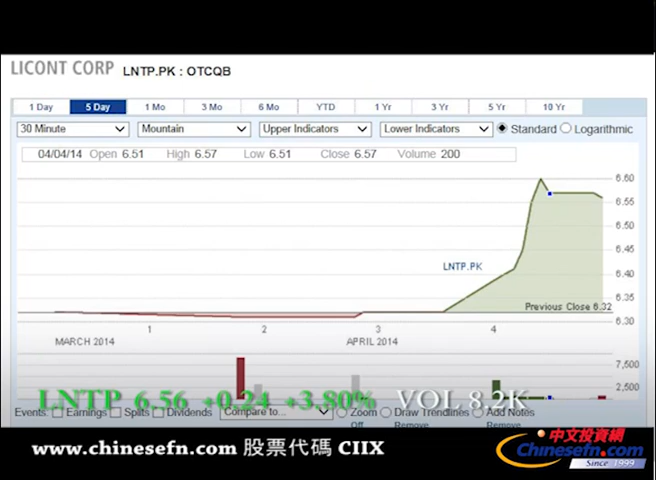 LICONT CORP LNTP.PK : OTCQB
1 Day 5 Day 1 Mo 3 Mo 6 Mo YTD 1 Yr 3 Yr 5 Yr 10 Yr
30 Minute Mountain Upper Indicators Lower Indicators Standard Logarithmic
04/04/14 Open 6.51 High 6.57 Low 6.51 Close 6.57 Volume 200
6.60
6.55
6.50
6.45
LNTP.PK
6.40
6.35
Previous Close 6.32
6.30
1 2 3 4
MARCH 2014 APRIL 2014
7,500
2,500
LNTP 6.56 +0.24 +3.80% VOL 8.2K
Events: Earnings Splits Dividends Compare to... Zoom Draw Trendlines Add Notes
Off Remove Remove
www.chinesefn.com 股票代碼 CIIX
中文投資網
Chinesefn.com
Since 1999